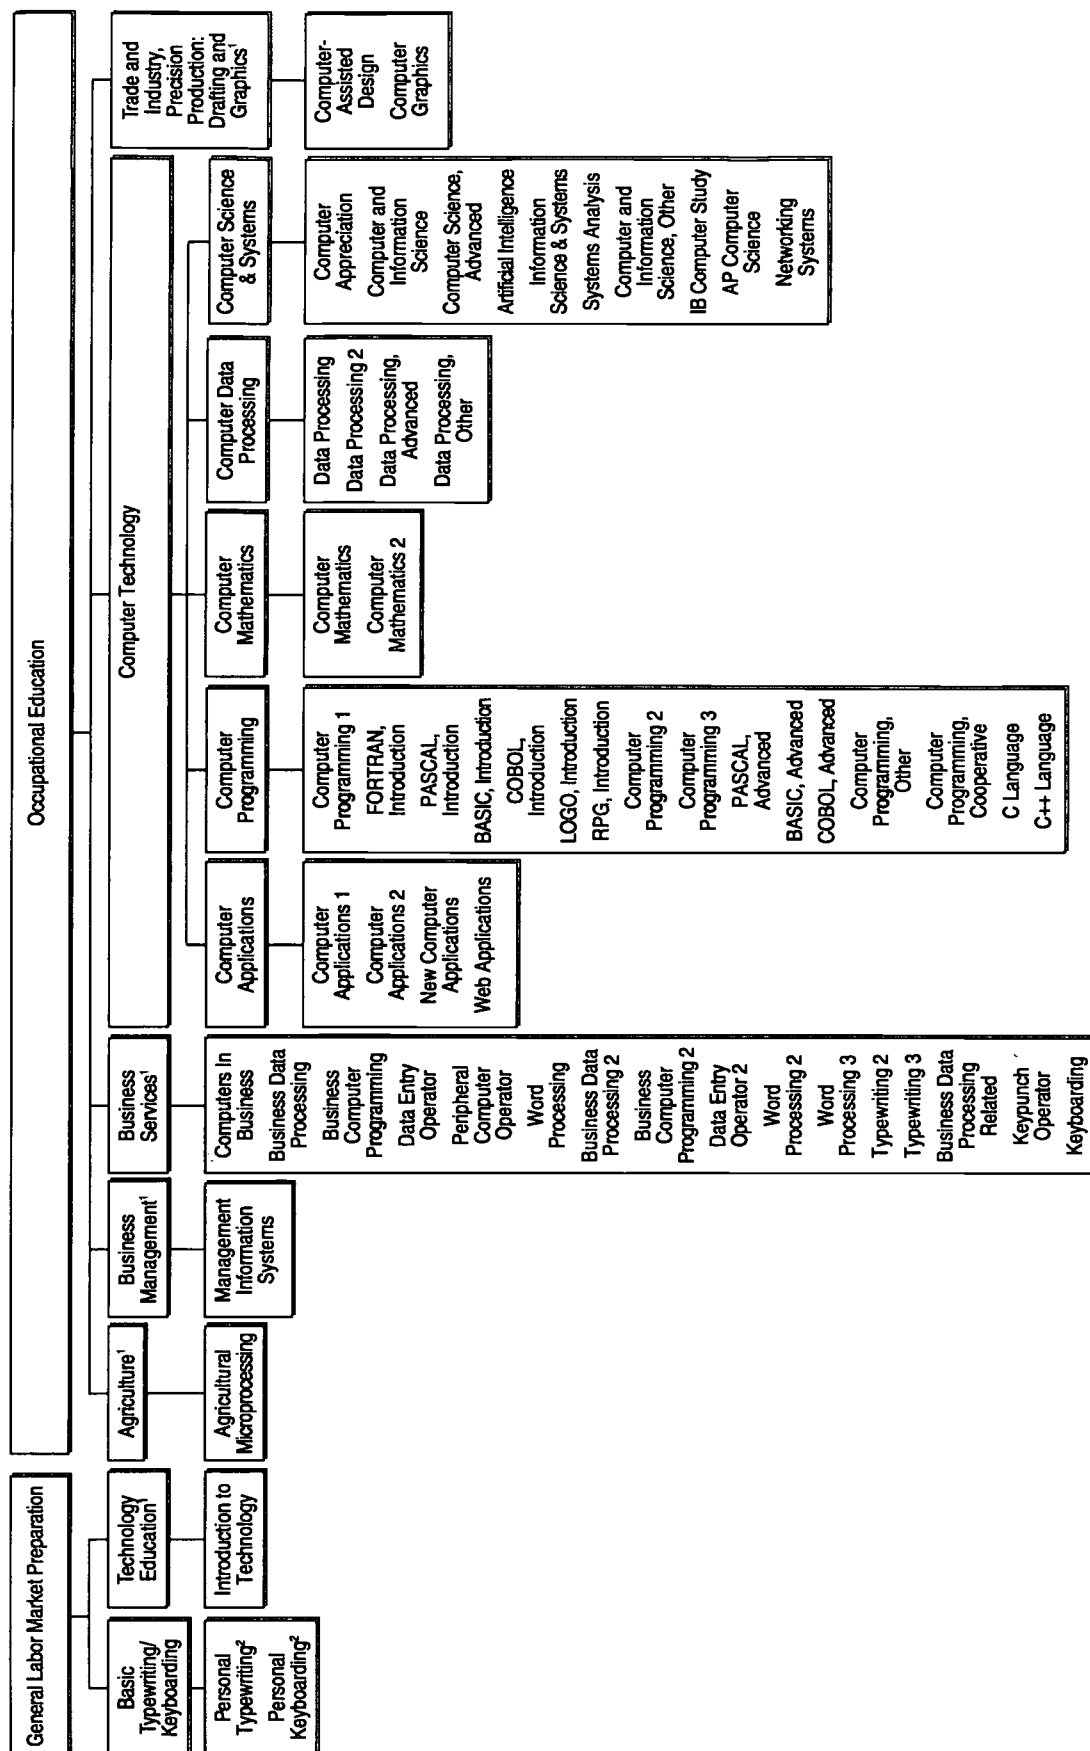 General Labor Market Preparation
Basic
Typewriting/
Keyboarding
Personal
Typewriting²
Personal
Keyboarding²
Technology
Education¹
Introduction to
Technology
Occupational Education
Agriculture¹
Agricultural
Microprocessing
Business
Management¹
Management
Information
Systems
Business
Services¹
Computers In
Business
Business Data
Processing
Business
Computer
Programming
Data Entry
Operator
Peripheral
Computer
Operator
Word
Processing
Business Data
Processing 2
Business
Computer
Programming 2
Data Entry
Operator 2
Word
Processing 2
Word
Processing 3
Typewriting 2
Typewriting 3
Business Data
Processing
Related
Keypunch
Operator
Keyboarding
Computer Technology
Computer
Applications
Computer
Applications 1
Computer
Applications 2
New Computer
Applications
Web Applications
Computer
Programming
Computer
Programming 1
FORTRAN,
Introduction
PASCAL,
Introduction
BASIC, Introduction
COBOL,
Introduction
LOGO, Introduction
RPG, Introduction
Computer
Programming 2
Computer
Programming 3
PASCAL,
Advanced
BASIC, Advanced
COBOL, Advanced
Computer
Programming,
Other
Computer
Programming,
Cooperative
C Language
C++ Language
Computer
Mathematics
Computer
Mathematics
Computer
Mathematics 2
Computer Data
Processing
Data Processing
Data Processing 2
Data Processing,
Advanced
Data Processing,
Other
Computer Science
& Systems
Computer
Appreciation
Computer and
Information
Science
Computer Science,
Advanced
Artificial Intelligence
Information
Science & Systems
Systems Analysis
Computer and
Information
Science, Other
IB Computer Study
AP Computer
Science
Networking
Systems
Trade and
Industry,
Precision
Production:
Drafting and
Graphics¹
Computer-
Assisted
Design
Computer
Graphics